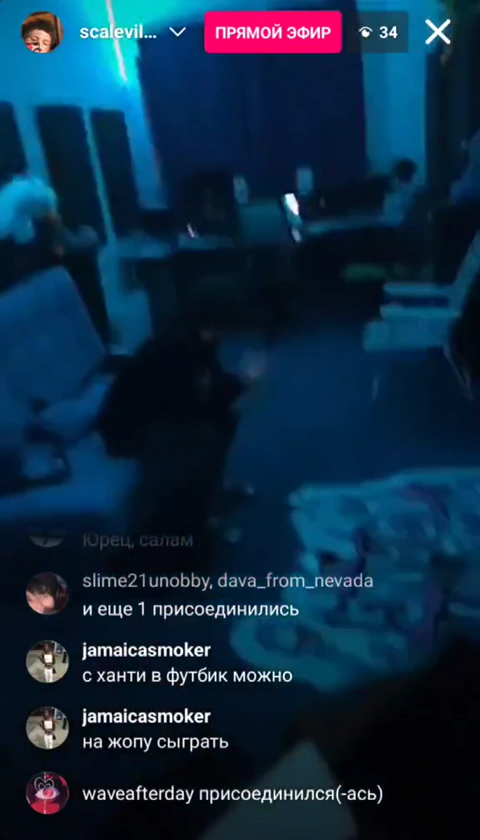 scalevil...
ПРЯМОЙ ЭФИР
34
Юрец, салам
slime21unobby, dava_from_nevada
и еще 1 присоединились
jamaicasmoker
с ханти в футбик можно
jamaicasmoker
на жопу сыграть
waveafterday присоединился(-ась)